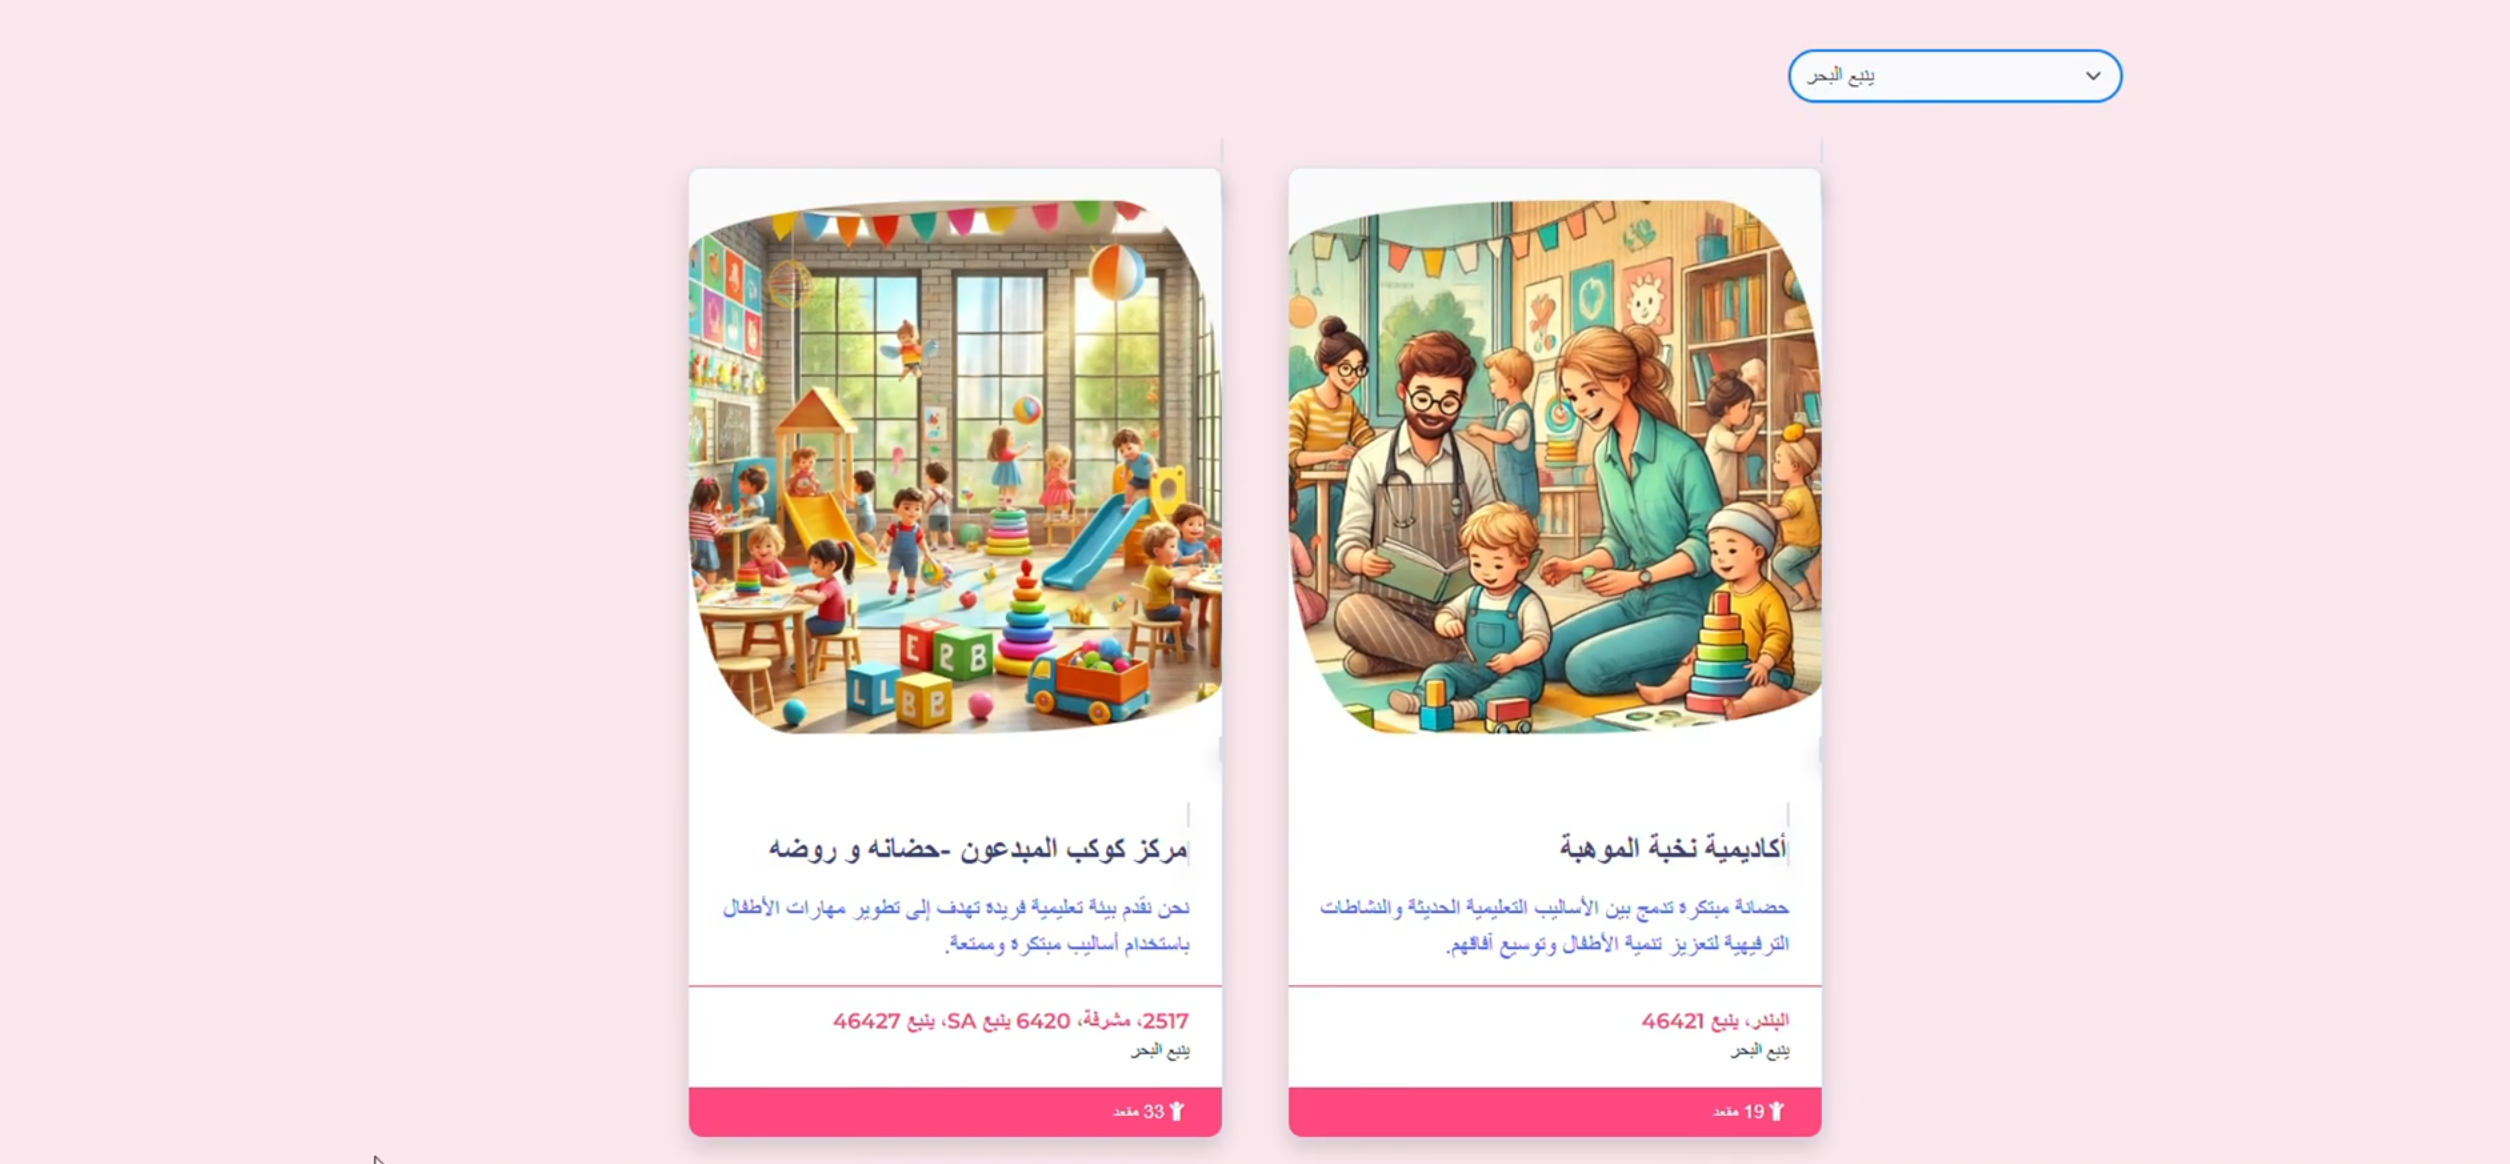 ينبع البحر
أكاديمية نخبة الموهبة
حضانة مبتكرة تدمج بين الأساليب التعليمية الحديثة والنشاطات
الترفيهية لتعزيز تنمية الأطفال وتوسيع آفاقهم.
البندر، ينبع 46421
ينبع البحر
19 مقعد
مركز كوكب المبدعون -حضانه و روضه
نحن نقدم بيئة تعليمية فريدة تهدف إلى تطوير مهارات الأطفال
باستخدام أساليب مبتكرة وممتعة.
2517، مشرفة، 6420 ينبع SA، ينبع 46427
ينبع البحر
33 مقعد
E 2 B
L L B B